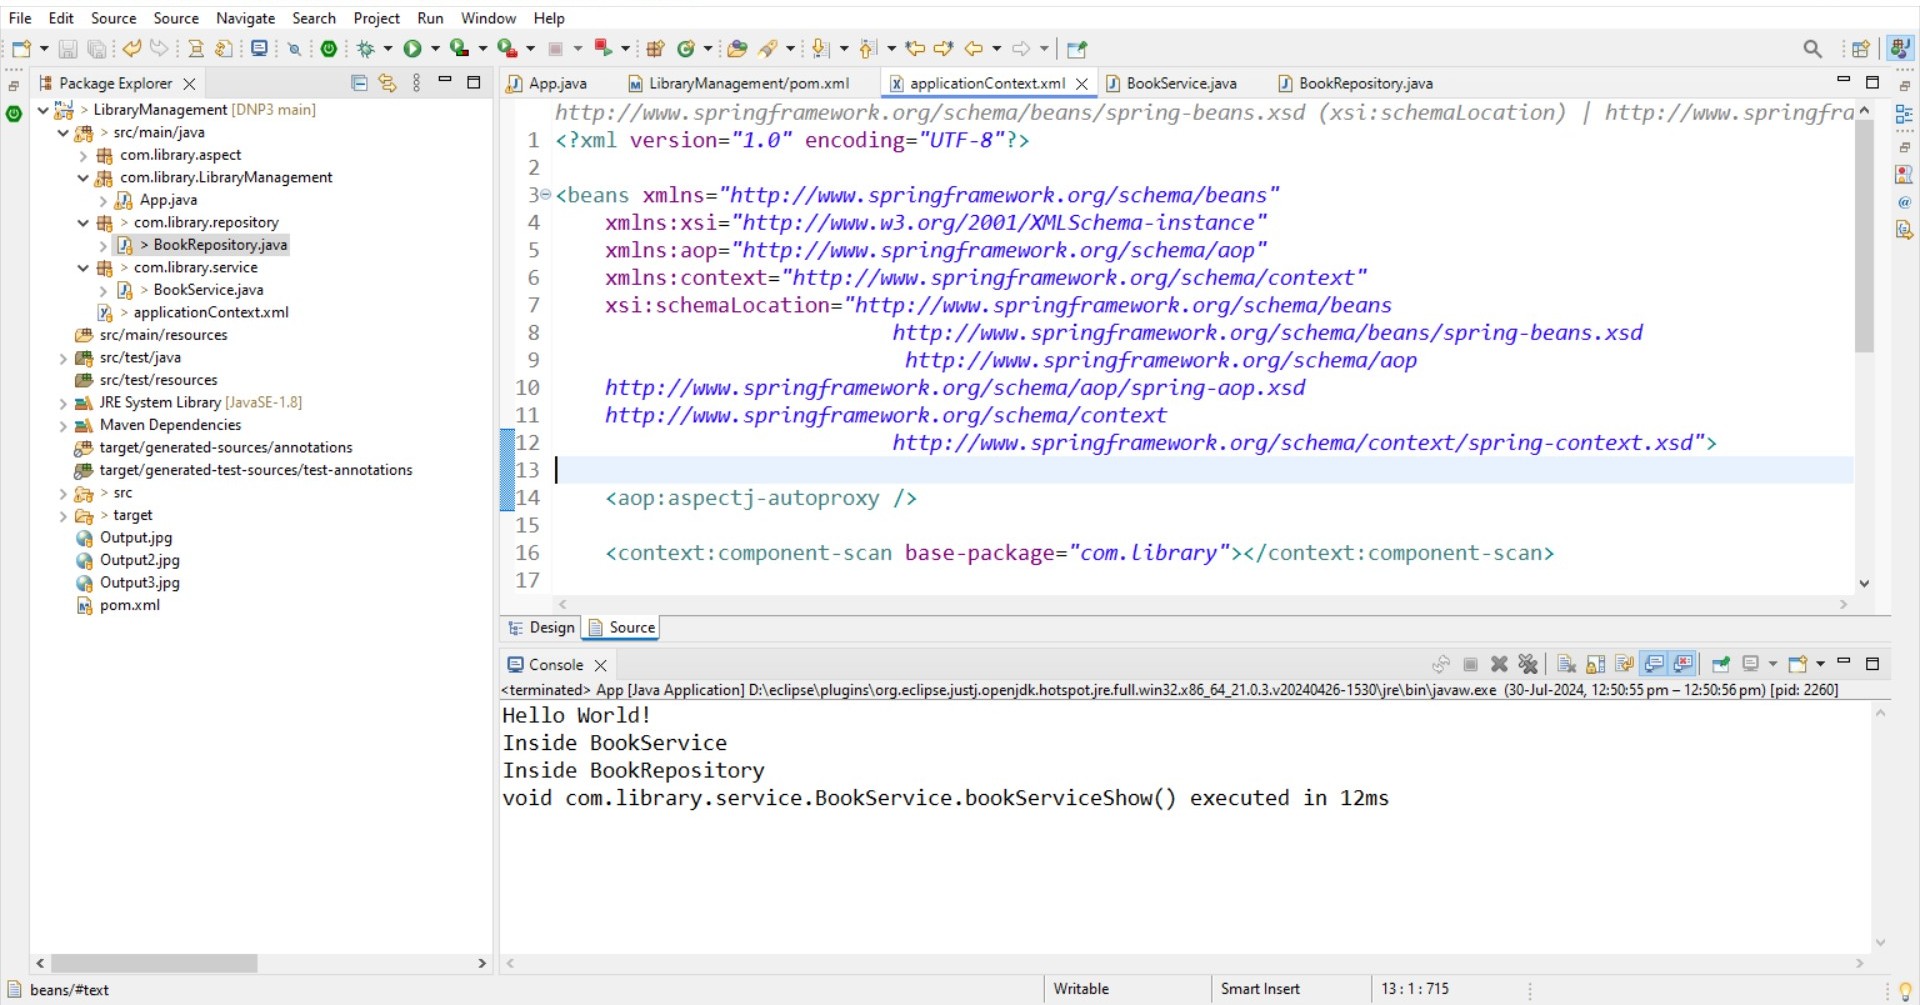 File Edit Source Source Navigate Search Project Run Window Help
Package Explorer
LibraryManagement [DNP3 main]
src/main/java
com.library.aspect
com.library.LibraryManagement
App.java
com.library.repository
BookRepository.java
com.library.service
BookService.java
applicationContext.xml
src/main/resources
src/test/java
src/test/resources
JRE System Library [JavaSE-1.8]
Maven Dependencies
target/generated-sources/annotations
target/generated-test-sources/test-annotations
src
target
Output.jpg
Output2.jpg
Output3.jpg
pom.xml
App.java LibraryManagement/pom.xml applicationContext.xml BookService.java BookRepository.java
http://www.springframework.org/schema/beans/spring-beans.xsd (xsi:schemaLocation) | http://www.springfra
1 <?xml version="1.0" encoding="UTF-8"?>
2
3 <beans xmlns="http://www.springframework.org/schema/beans"
4 xmlns:xsi="http://www.w3.org/2001/XMLSchema-instance"
5 xmlns:aop="http://www.springframework.org/schema/aop"
6 xmlns:context="http://www.springframework.org/schema/context"
7 xsi:schemaLocation="http://www.springframework.org/schema/beans
8 http://www.springframework.org/schema/beans/spring-beans.xsd
9 http://www.springframework.org/schema/aop
10 http://www.springframework.org/schema/aop/spring-aop.xsd
11 http://www.springframework.org/schema/context
12 http://www.springframework.org/schema/context/spring-context.xsd">
13
14 <aop:aspectj-autoproxy />
15
16 <context:component-scan base-package="com.library"></context:component-scan>
17
Design Source
Console
<terminated> App [Java Application] D:\eclipse\plugins\org.eclipse.justj.openjdk.hotspot.jre.full.win32.x86_64_21.0.3.v20240426-1530\jre\bin\javaw.exe (30-Jul-2024, 12:50:55 pm – 12:50:56 pm) [pid: 2260]
Hello World!
Inside BookService
Inside BookRepository
void com.library.service.BookService.bookServiceShow() executed in 12ms
beans/#text Writable Smart Insert 13 : 1 : 715